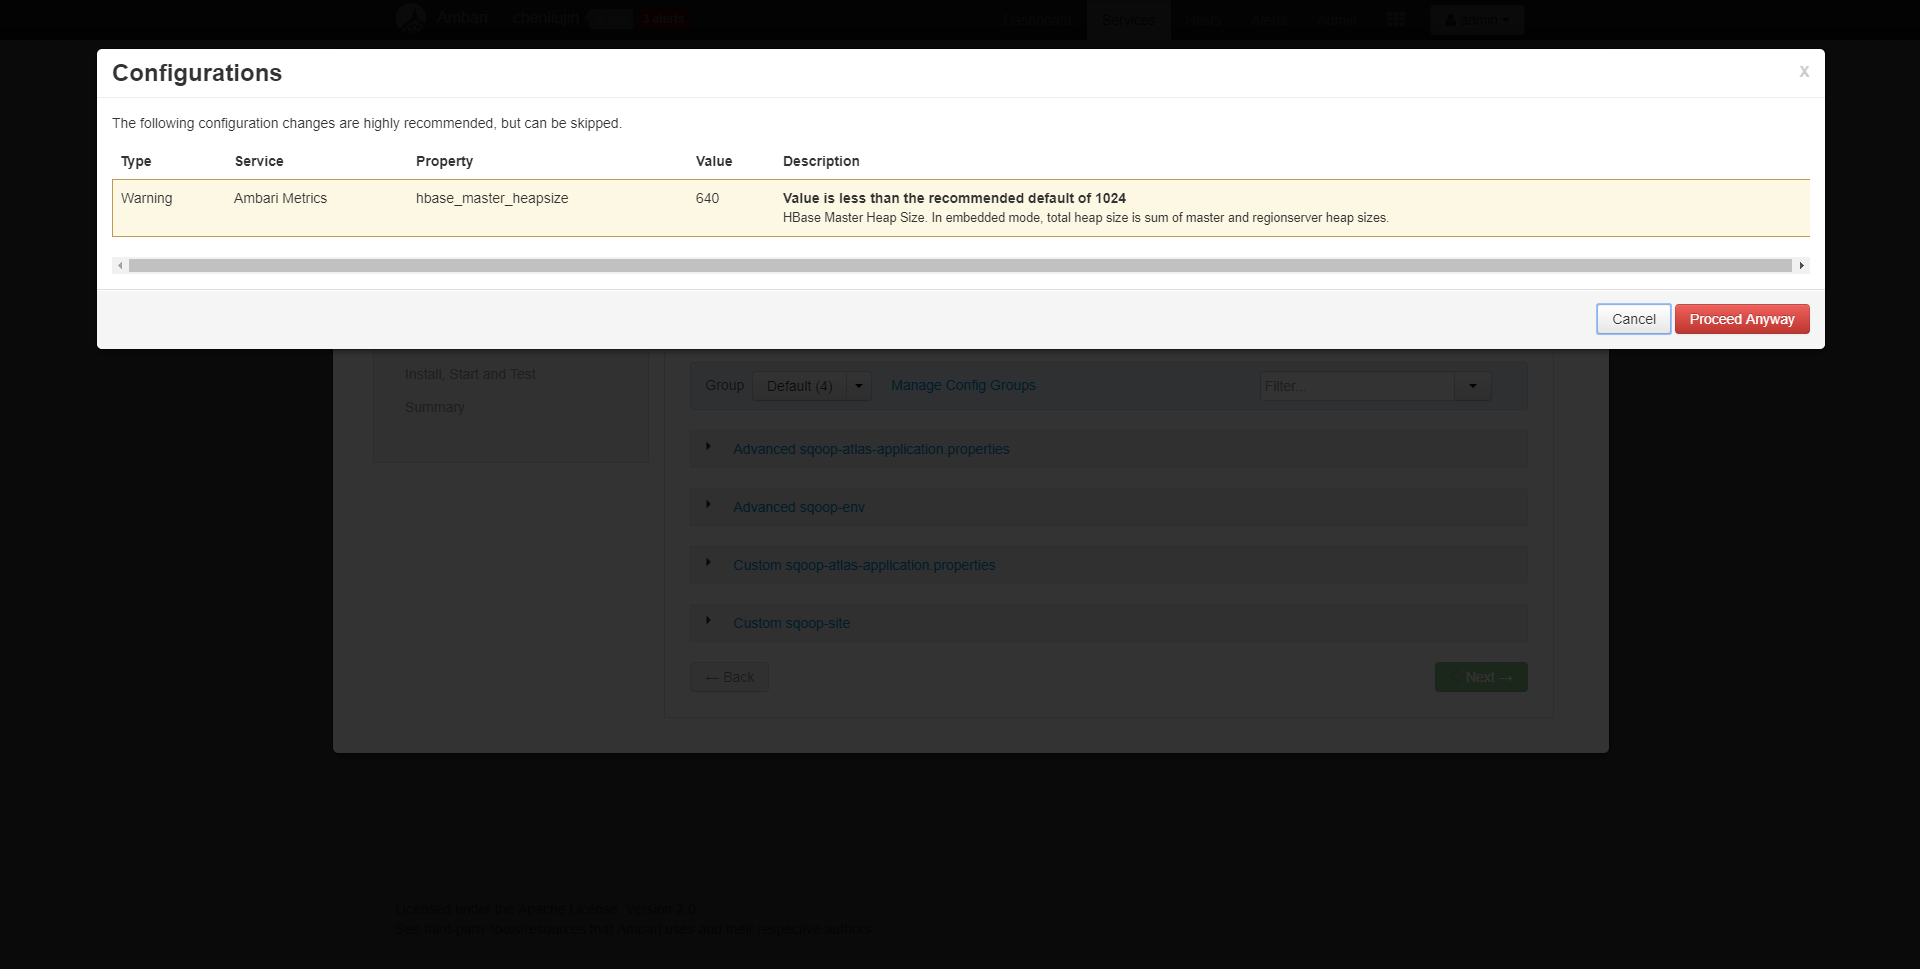 Ambari chenliujin 3 alerts Dashboard Services Hosts Alerts Admin admin
Configurations
x
The following configuration changes are highly recommended, but can be skipped.
Type Service Property Value Description
Warning Ambari Metrics hbase_master_heapsize 640 Value is less than the recommended default of 1024
HBase Master Heap Size. In embedded mode, total heap size is sum of master and regionserver heap sizes.
Cancel Proceed Anyway
Install, Start and Test
Summary
Group Default (4) Manage Config Groups Filter...
Advanced sqoop-atlas-application.properties
Advanced sqoop-env
Custom sqoop-atlas-application.properties
Custom sqoop-site
← Back Next →
Licensed under the Apache License, Version 2.0.
See third-party tools/resources that Ambari uses and their respective authors